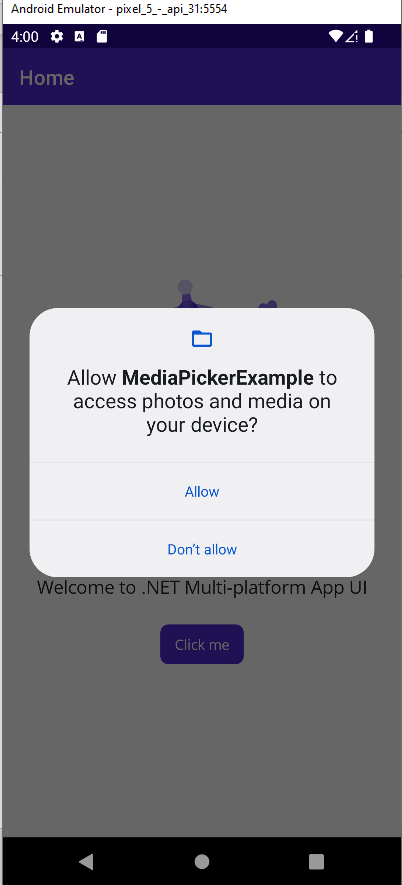 Android Emulator - pixel_5_-_api_31:5554
4:00
Home
Allow MediaPickerExample to
access photos and media on
your device?
Allow
Don't allow
Welcome to .NET Multi-platform App UI
Click me